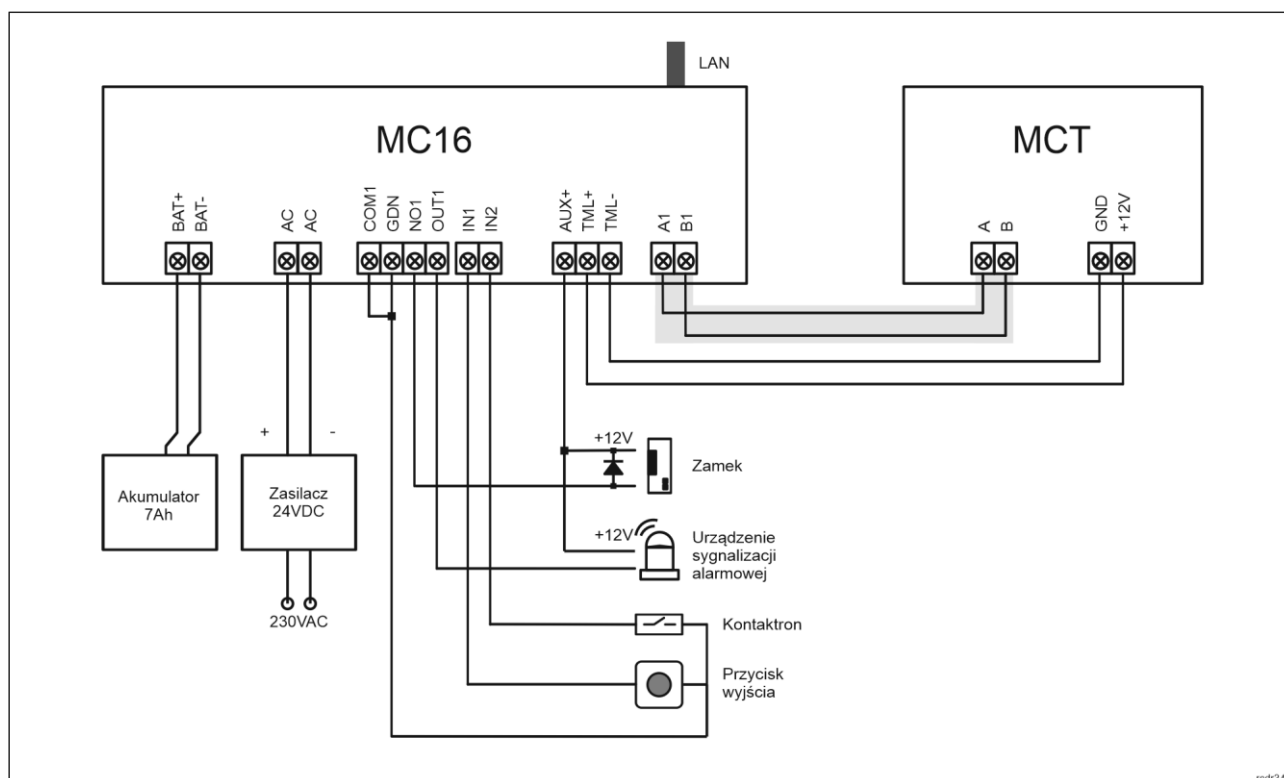 LAN
MC16
MCT
BAT+
BAT-
AC
AC
COM1
GDN
NO1
OUT1
IN1
IN2
AUX+
TML+
TML-
A1
B1
A
B
GND
+12V
+ -
Akumulator
7Ah
Zasilacz
24VDC
230VAC
+12V
Zamek
+12V
Urządzenie
sygnalizacji
alarmowej
Kontaktron
Przycisk
wyjścia